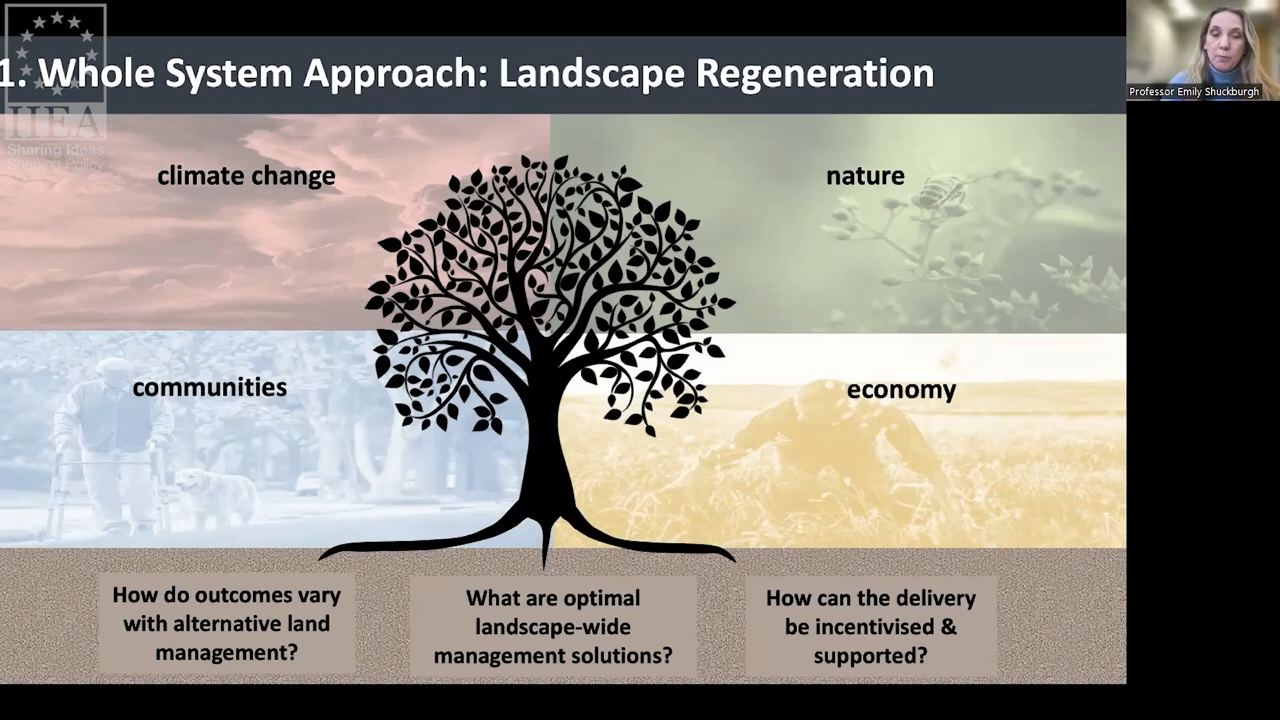 1. Whole System Approach: Landscape Regeneration
IIEA
Sharing Ideas
Shaping Policy
Professor Emily Shuckburgh
climate change
nature
communities
economy
How do outcomes vary
with alternative land
management?
What are optimal
landscape-wide
management solutions?
How can the delivery
be incentivised &
supported?